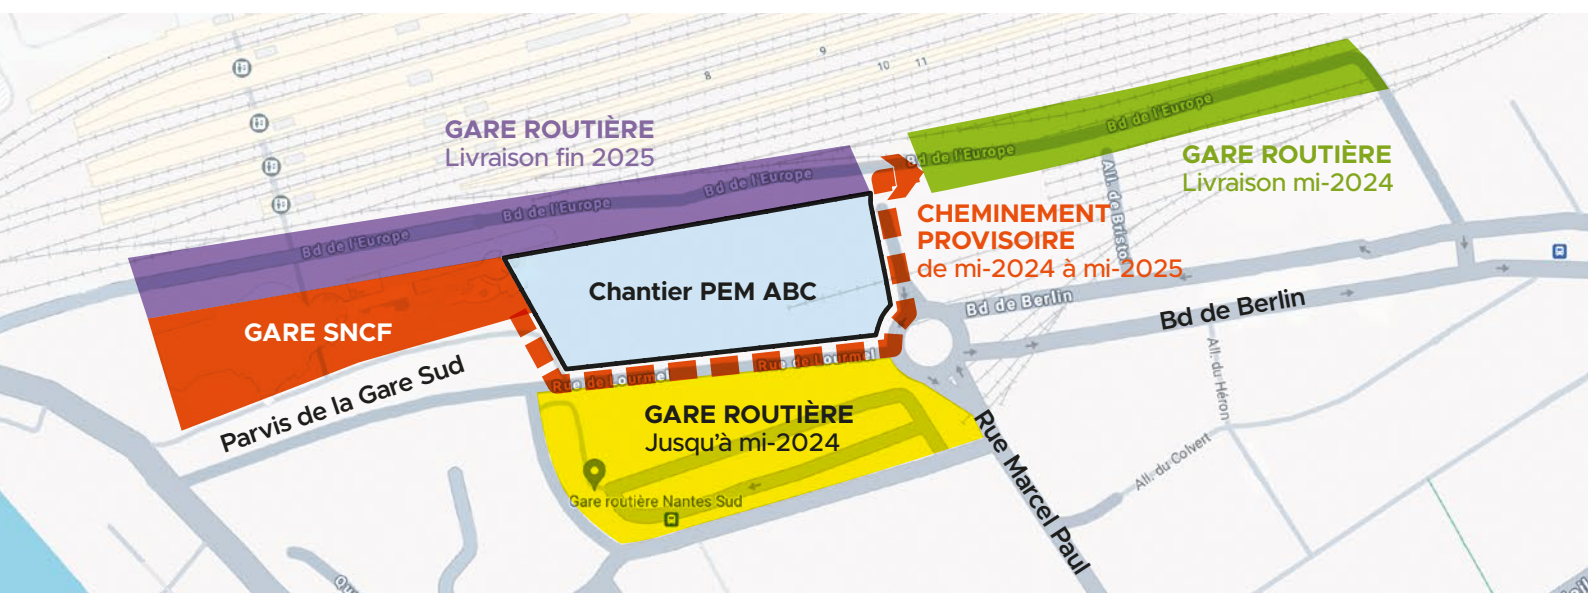 9
10
11
8
Bd de l'Europe
GARE ROUTIÈRE
Livraison fin 2025
Bd de l'Europe
GARE ROUTIÈRE
Livraison mi-2024
All. de Bristol
Bd de l'Europe
Bd de l'Europe
Bd de l'Europe
CHEMINEMENT
PROVISOIRE
de mi-2024 à mi-2025
Chantier PEM ABC
GARE SNCF
Bd de Berlin
Bd de Berlin
Parvis de la Gare Sud
Rue de Lourmel
Rue de Lourmel
All. du Héron
GARE ROUTIÈRE
Jusqu'à mi-2024
Rue Marcel Paul
All. du Colvert
Gare routière Nantes Sud